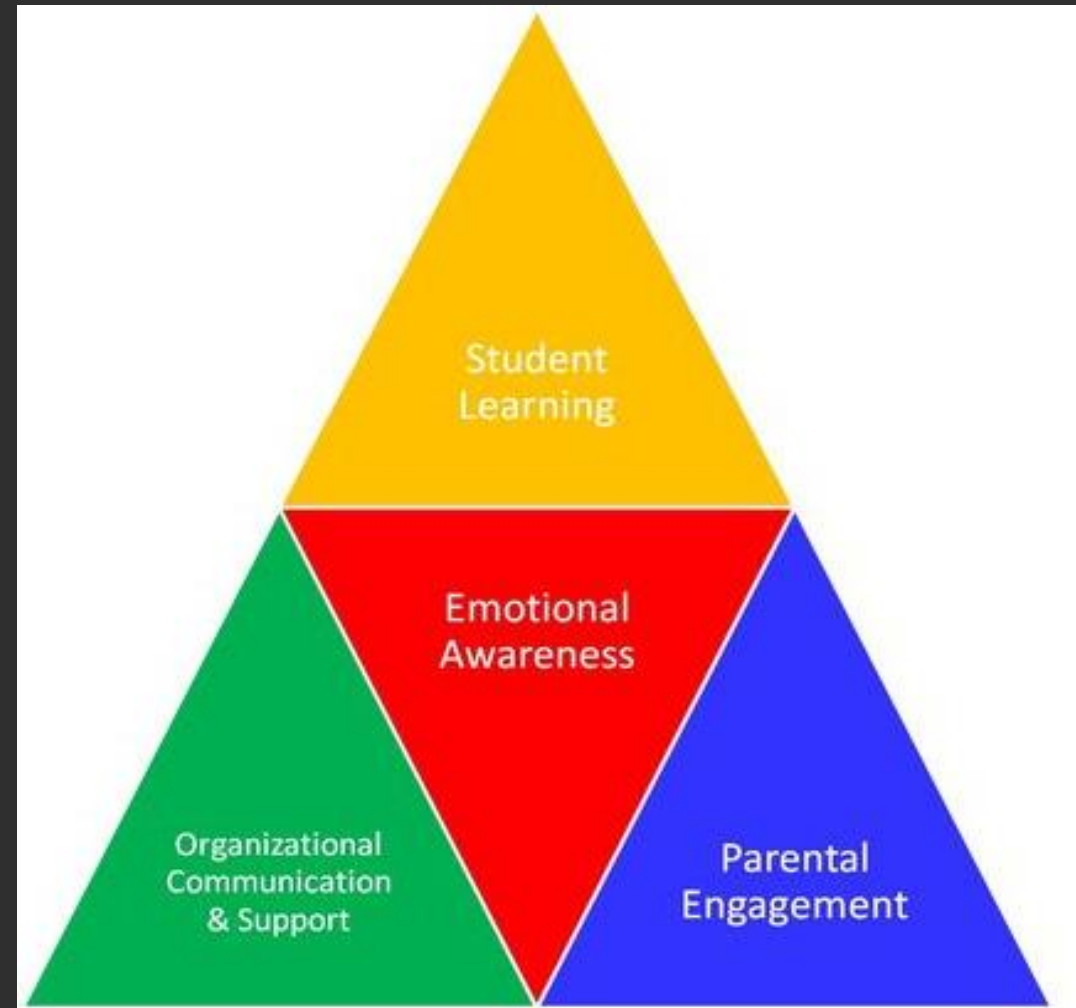 Student
Learning
Emotional
Awareness
Organizational
Communication
& Support
Parental
Engagement